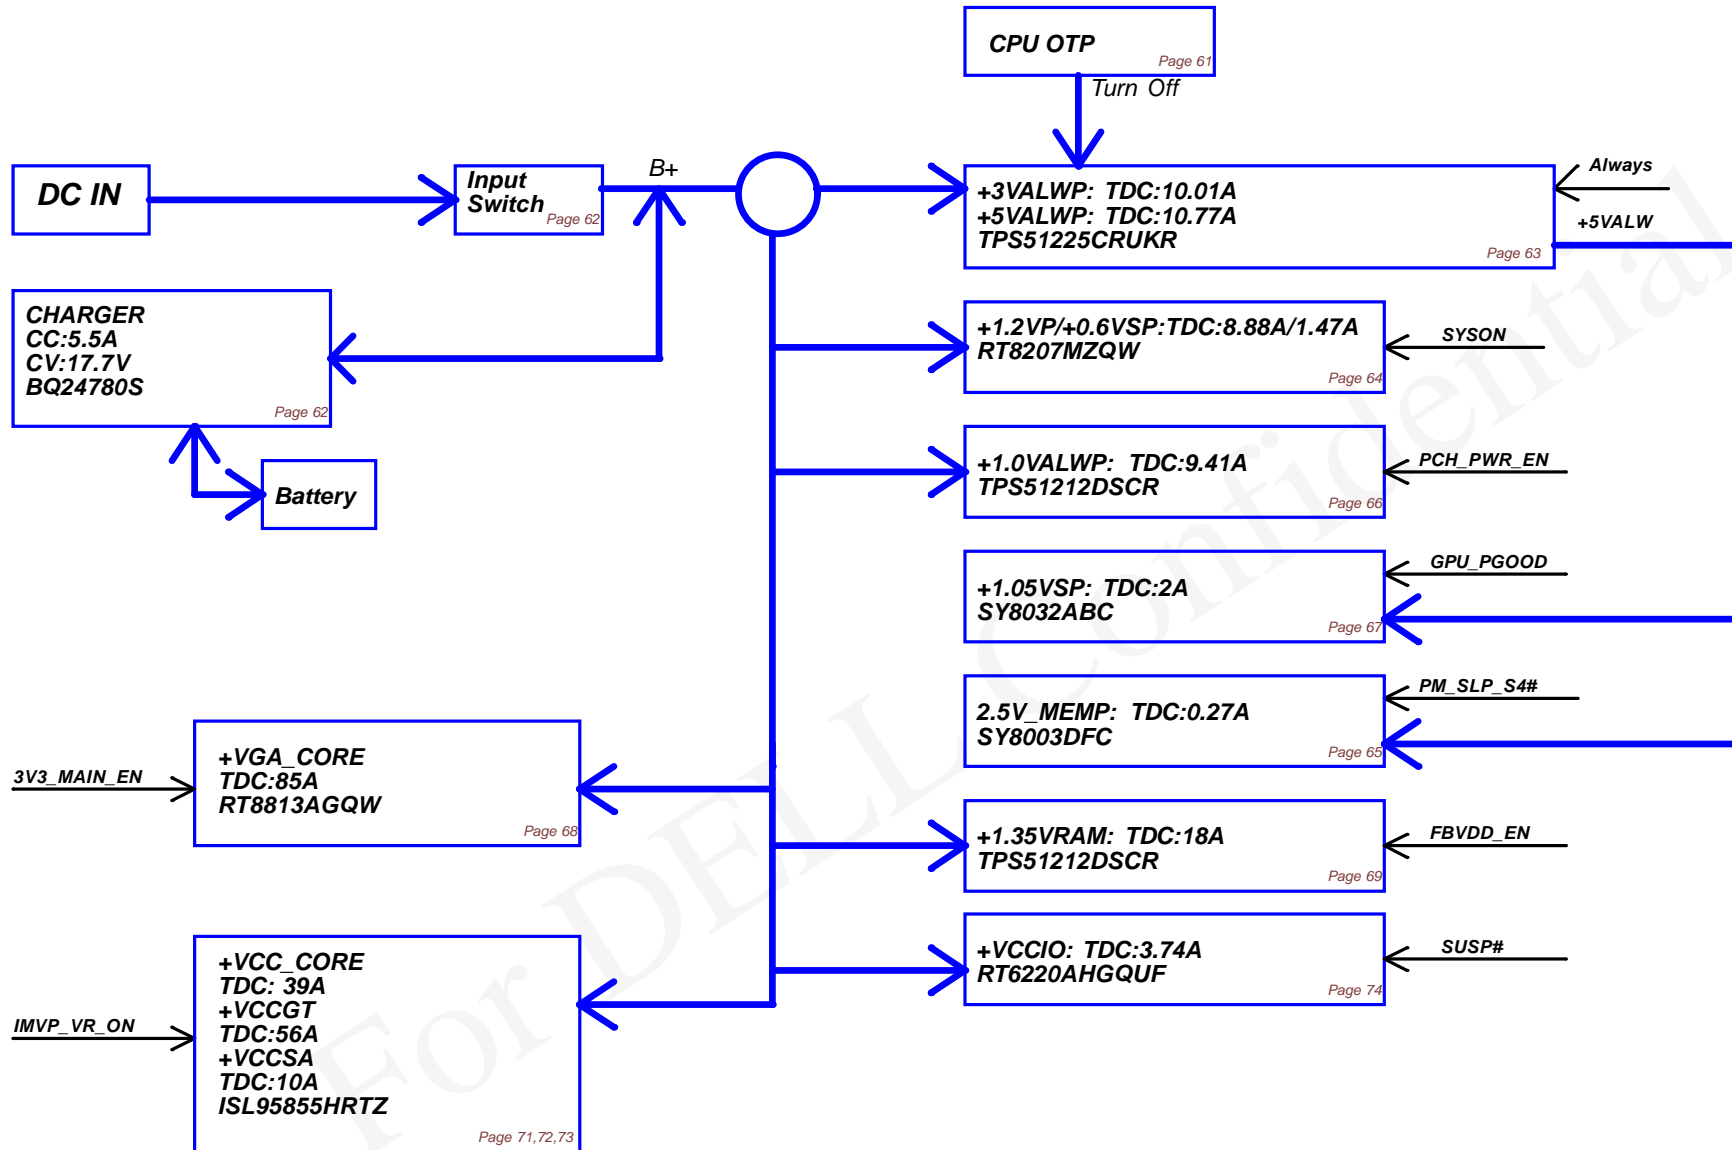 CPU OTP
Page 61
Turn Off
DC IN
Input
Switch
Page 62
B+
+3VALWP: TDC:10.01A
+5VALWP: TDC:10.77A
TPS51225CRUKR
Page 63
Always
+5VALW
CHARGER
CC:5.5A
CV:17.7V
BQ24780S
Page 62
Battery
+1.2VP/+0.6VSP:TDC:8.88A/1.47A
RT8207MZQW
Page 64
SYSON
+1.0VALWP: TDC:9.41A
TPS51212DSCR
Page 66
PCH_PWR_EN
+1.05VSP: TDC:2A
SY8032ABC
Page 67
GPU_PGOOD
2.5V_MEMP: TDC:0.27A
SY8003DFC
Page 65
PM_SLP_S4#
3V3_MAIN_EN
+VGA_CORE
TDC:85A
RT8813AGQW
Page 68
+1.35VRAM: TDC:18A
TPS51212DSCR
Page 69
FBVDD_EN
+VCCIO: TDC:3.74A
RT6220AHGQUF
Page 74
SUSP#
IMVP_VR_ON
+VCC_CORE
TDC: 39A
+VCCGT
TDC:56A
+VCCSA
TDC:10A
ISL95855HRTZ
Page 71,72,73
For DELL Confidential